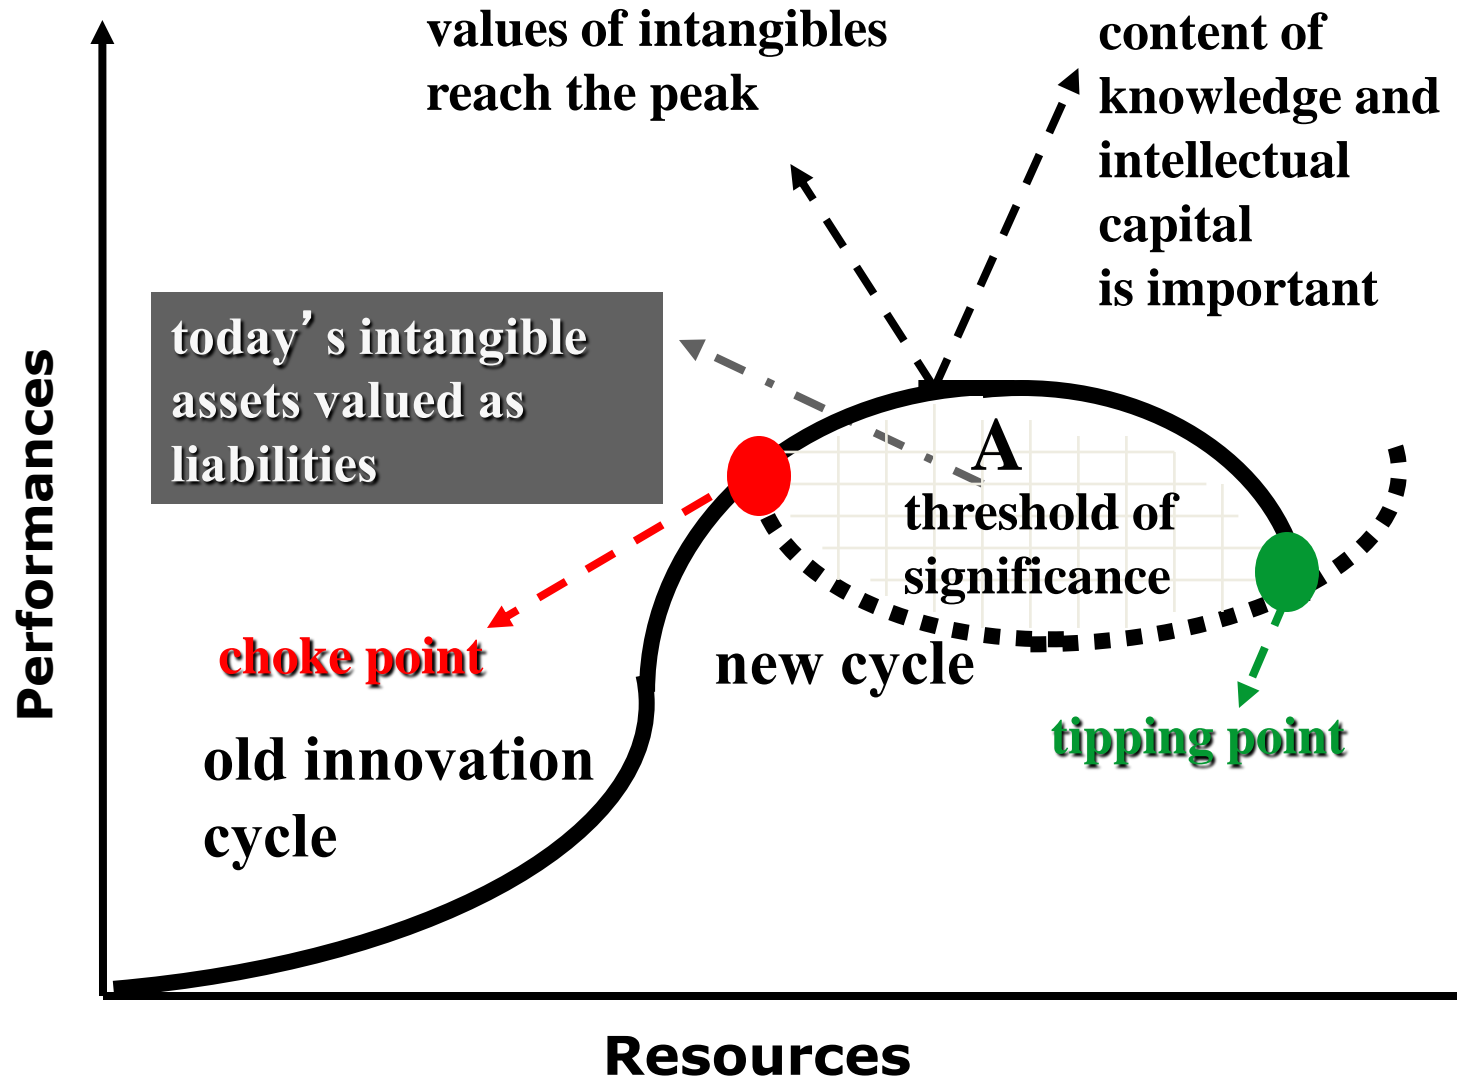 values of intangibles
reach the peak
content of
knowledge and
intellectual
capital
is important
today’s intangible
assets valued as
liabilities
A
threshold of
significance
choke point
new cycle
tipping point
old innovation
cycle
Performances
Resources